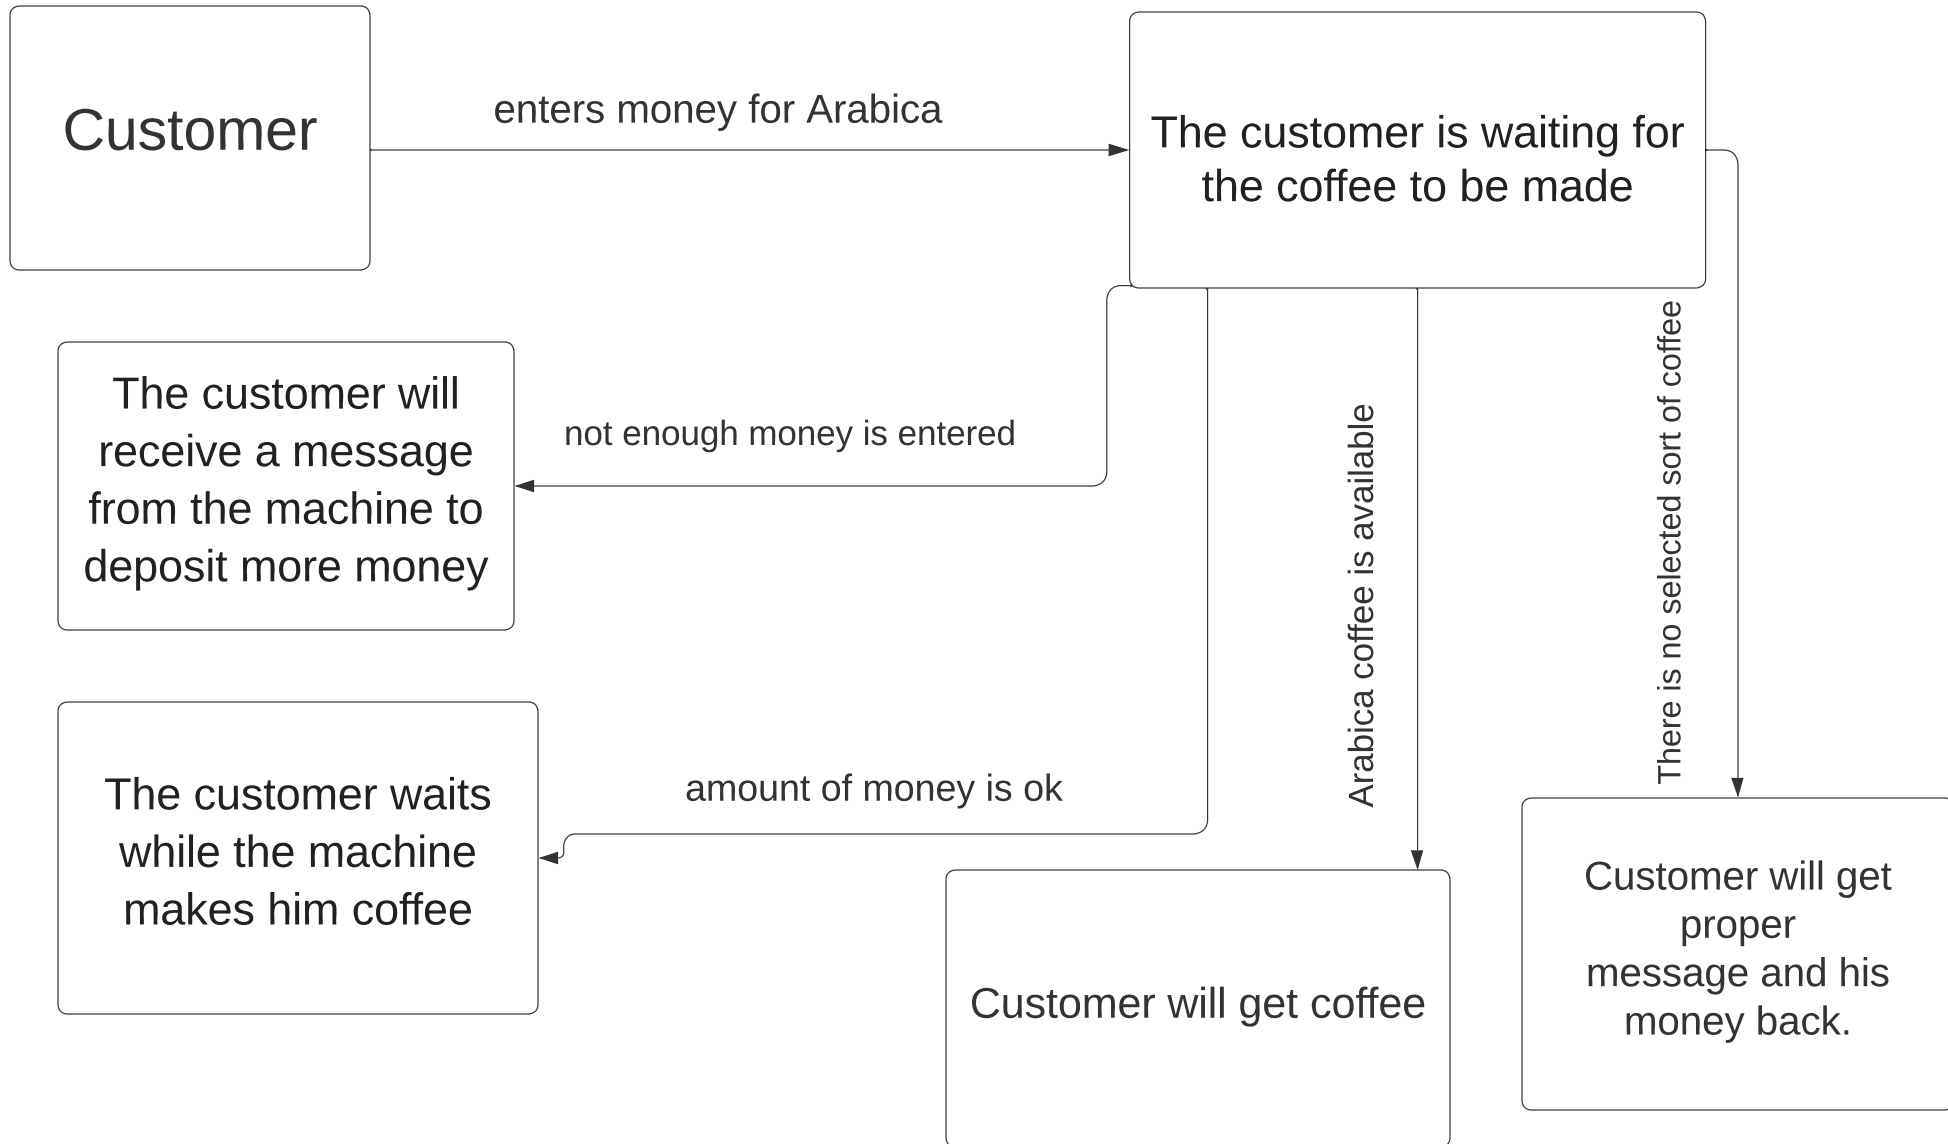 Customer
enters money for Arabica
The customer is waiting for
the coffee to be made
The customer will
receive a message
from the machine to
deposit more money
not enough money is entered
Arabica coffee is available
There is no selected sort of coffee
The customer waits
while the machine
makes him coffee
amount of money is ok
Customer will get coffee
Customer will get
proper
message and his
money back.